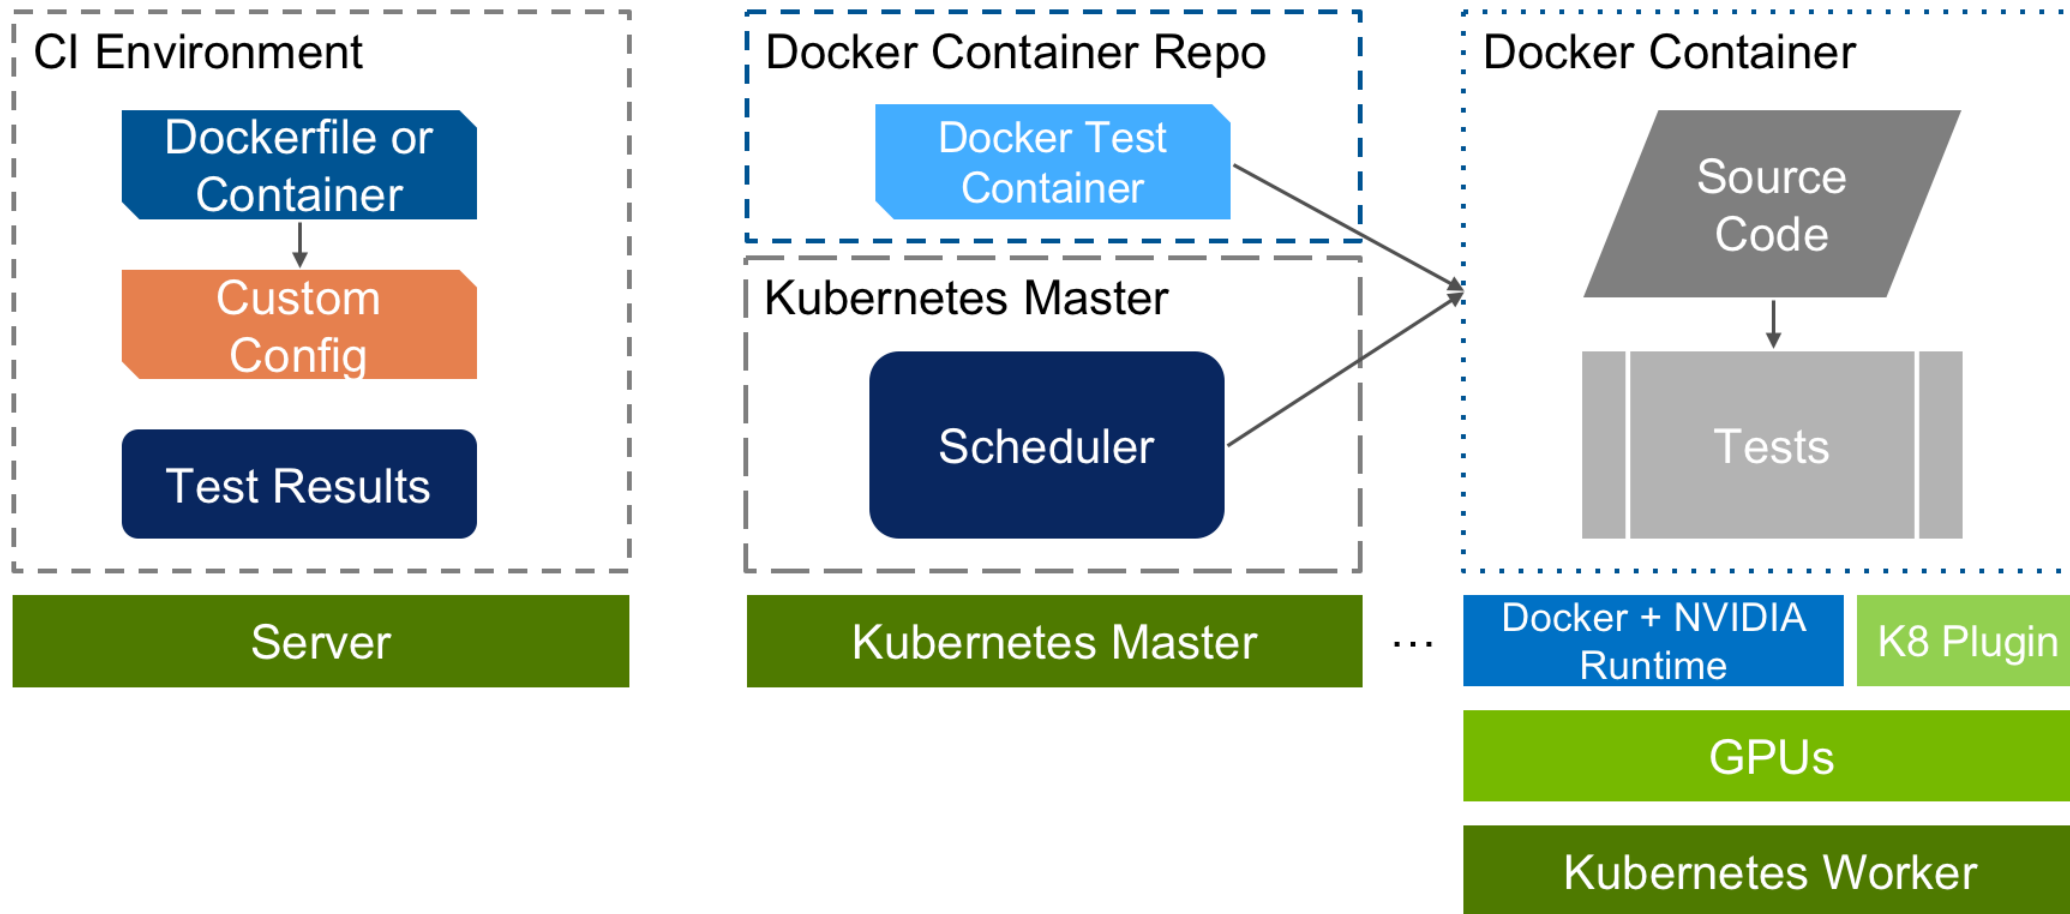 CI Environment
Dockerfile or
Container
Custom
Config
Test Results
Server
Docker Container Repo
Docker Test
Container
Kubernetes Master
Scheduler
Kubernetes Master
...
Docker Container
Source
Code
Tests
Docker + NVIDIA
Runtime
K8 Plugin
GPUs
Kubernetes Worker